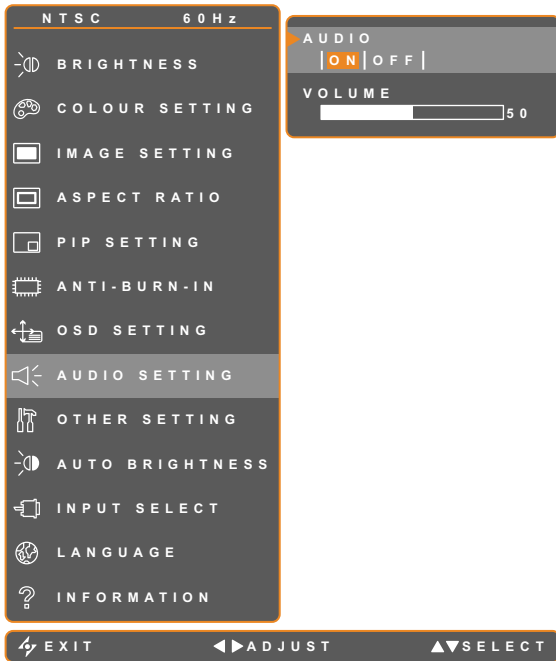 NTSC 60Hz
BRIGHTNESS
COLOUR SETTING
IMAGE SETTING
ASPECT RATIO
PIP SETTING
ANTI-BURN-IN
OSD SETTING
AUDIO SETTING
OTHER SETTING
AUTO BRIGHTNESS
INPUT SELECT
LANGUAGE
INFORMATION
AUDIO
ON OFF
VOLUME
50
EXIT ADJUST SELECT